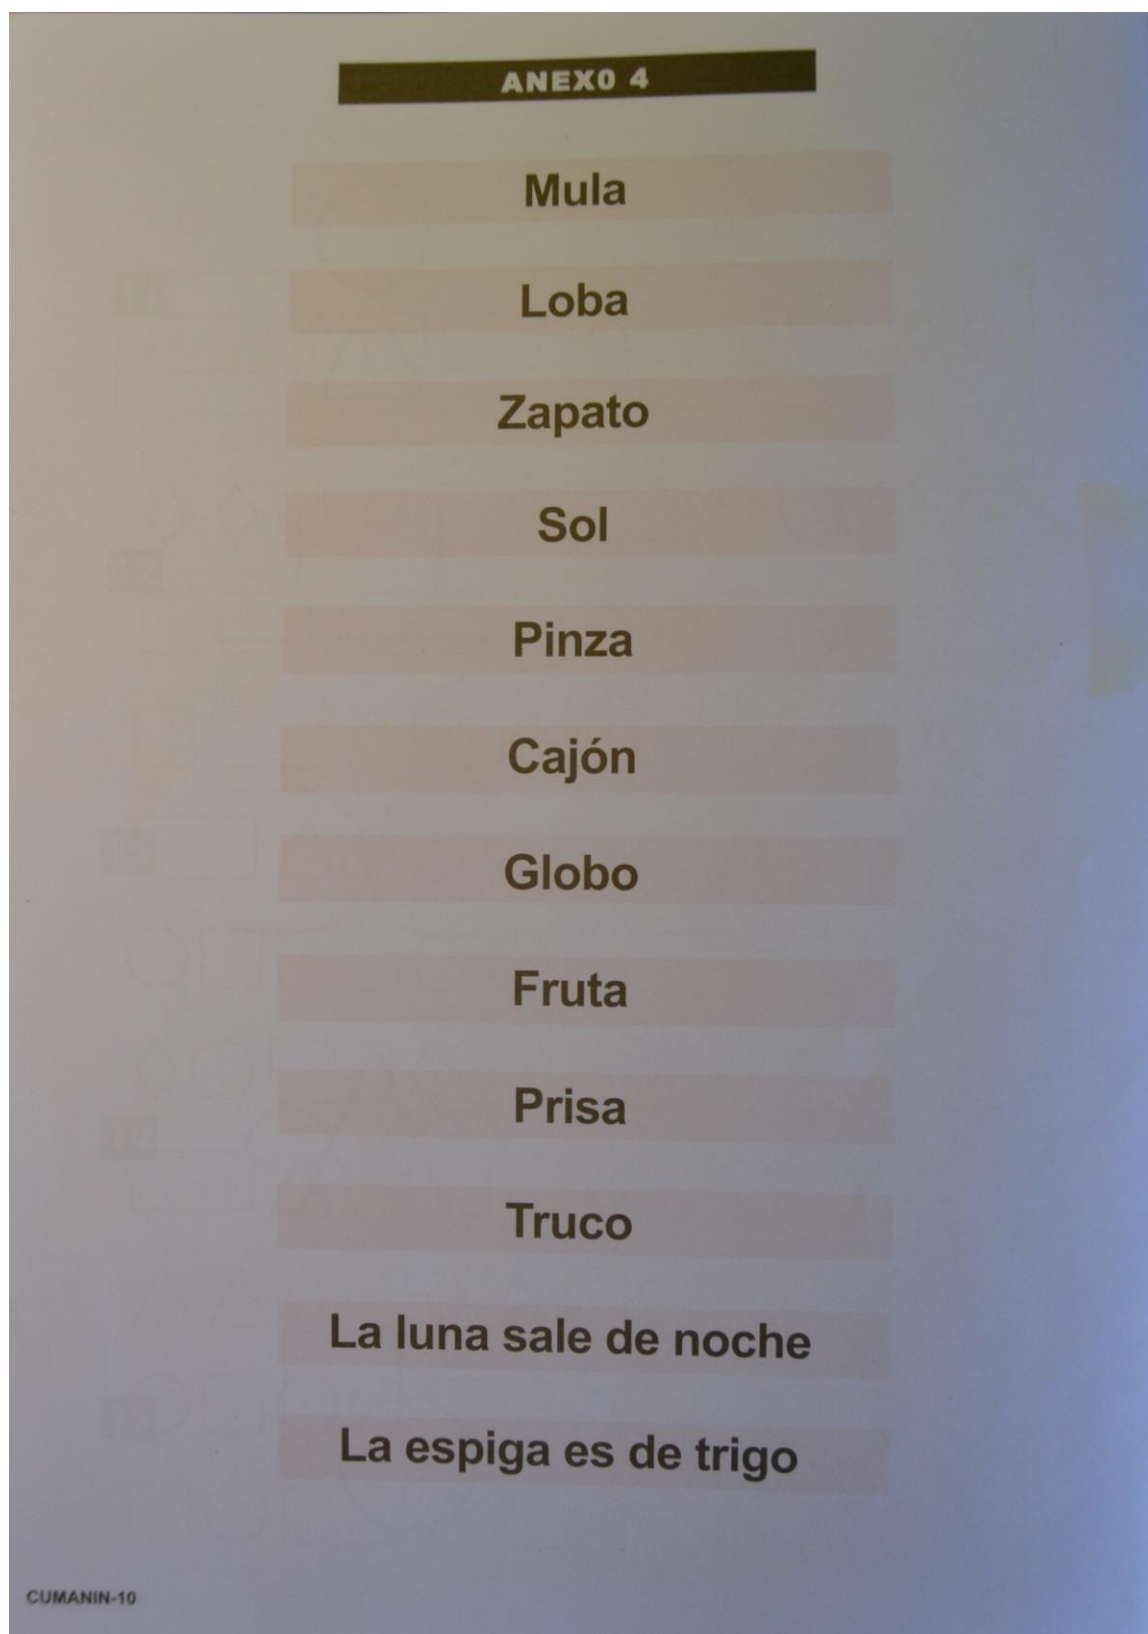 ANEXO 4
Mula
Loba
Zapato
Sol
Pinza
Cajón
Globo
Fruta
Prisa
Truco
La luna sale de noche
La espiga es de trigo
CUMANIN-10